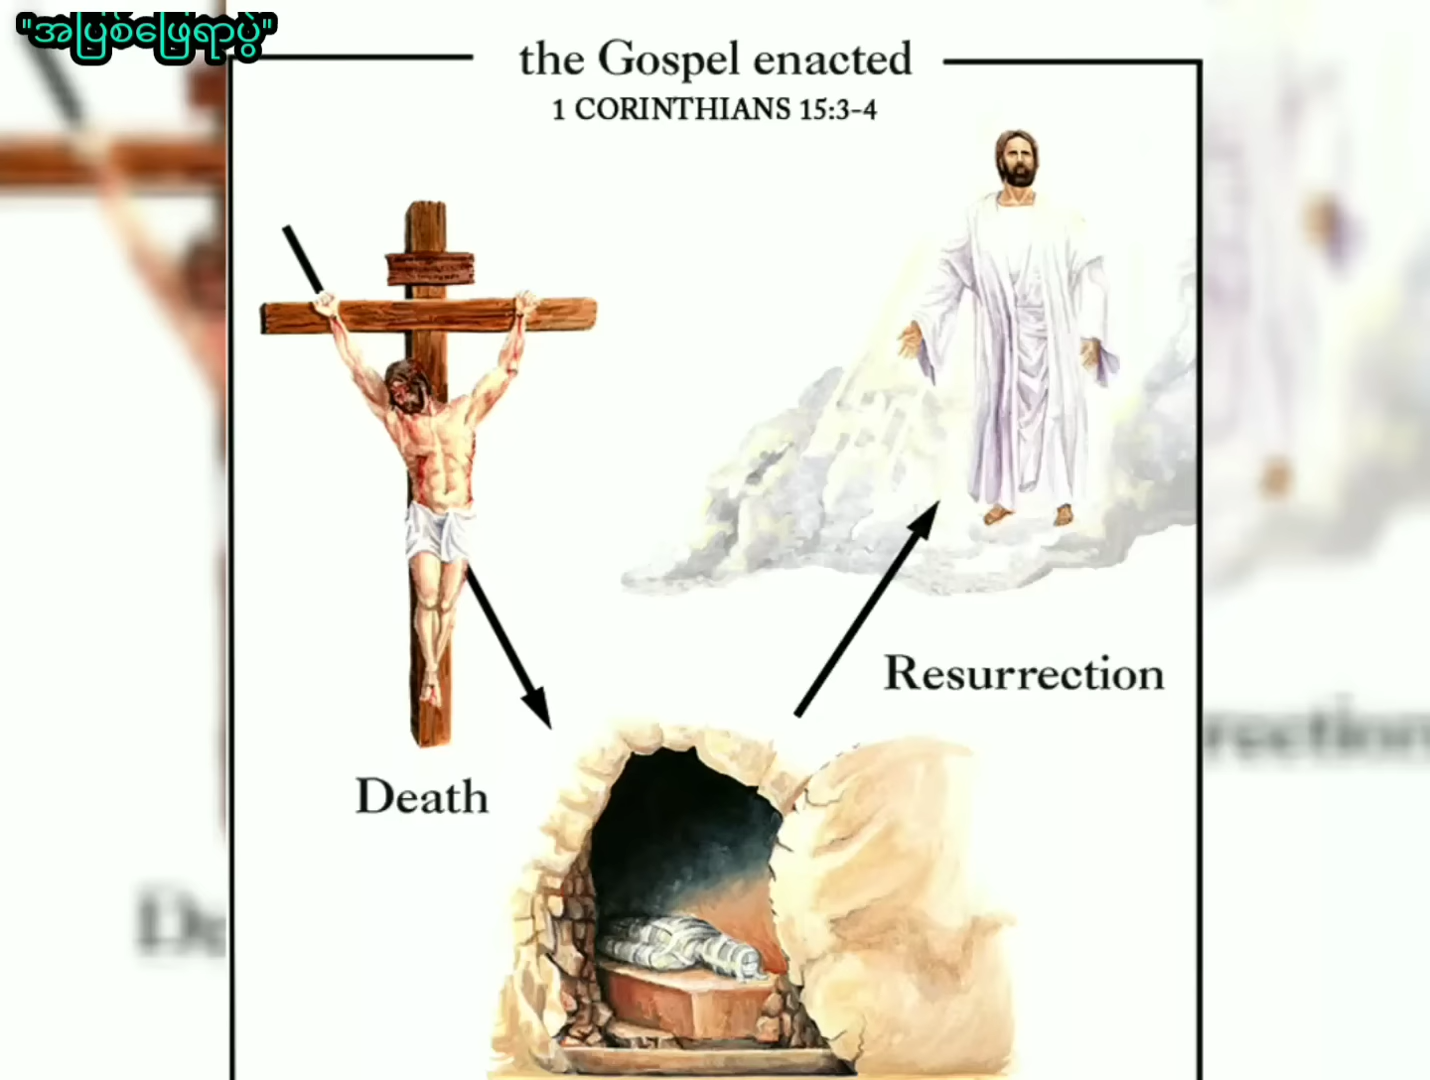 "အပြစ်ဖြေရာပွဲ"
the Gospel enacted
1 CORINTHIANS 15:3-4
Resurrection
Death